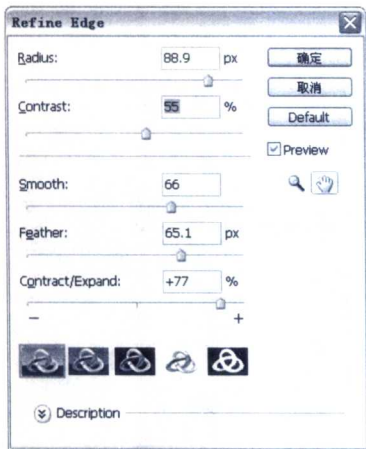 Refine Edge
Radius: 88.9 px
确定
取消
Contrast: 55 %
Default
Preview
Smooth: 66
Feather: 65.1 px
Contract/Expand: +77 %
− +
Description